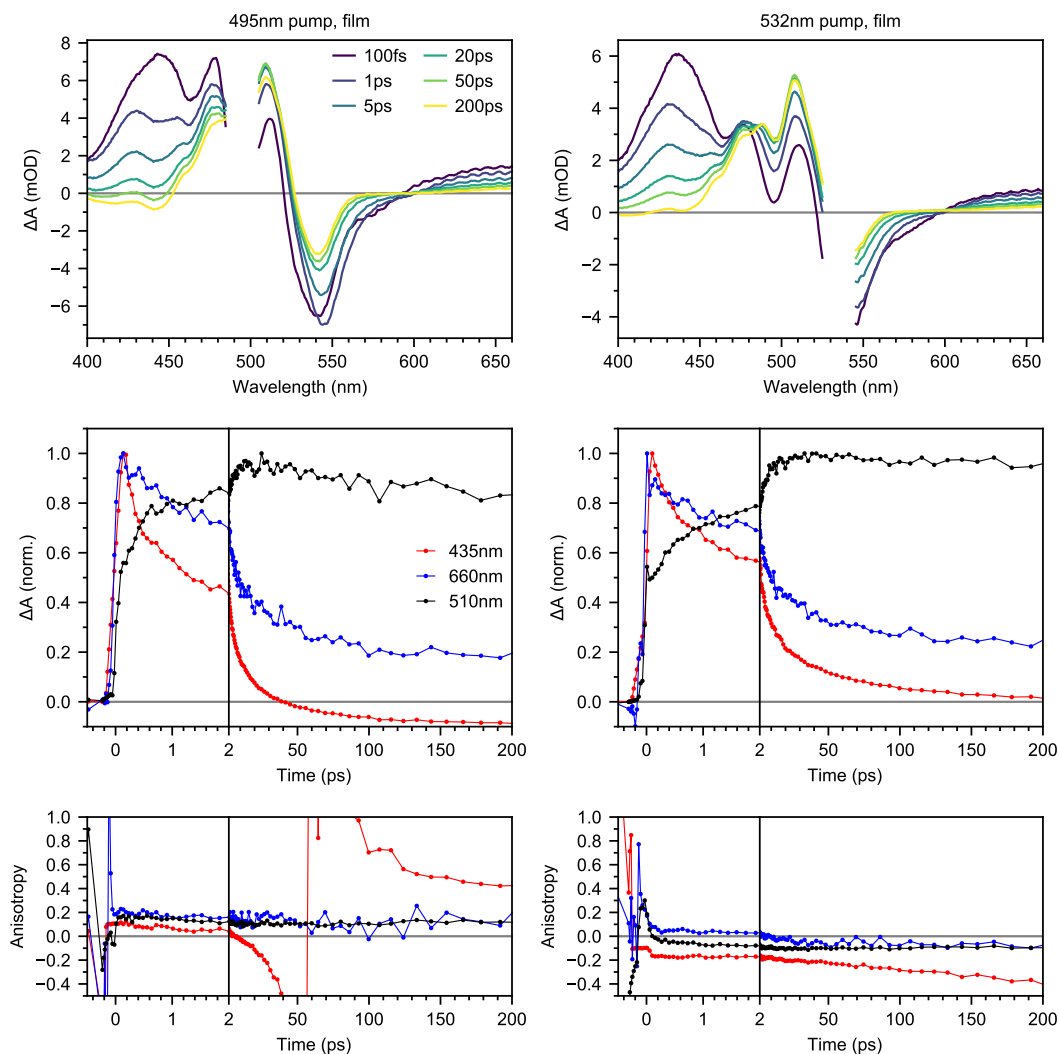 495nm pump, film
532nm pump, film
ΔA (mOD)
8
6
4
2
0
−2
−4
−6
100fs
1ps
5ps
20ps
50ps
200ps
400 450 500 550 600 650
Wavelength (nm)
ΔA (mOD)
6
4
2
0
−2
−4
400 450 500 550 600 650
Wavelength (nm)
ΔA (norm.)
1.0
0.8
0.6
0.4
0.2
0.0
435nm
660nm
510nm
0 1 2 50 100 150 200
Time (ps)
ΔA (norm.)
1.0
0.8
0.6
0.4
0.2
0.0
0 1 2 50 100 150 200
Time (ps)
Anisotropy
1.0
0.8
0.6
0.4
0.2
0.0
−0.2
−0.4
0 1 2 50 100 150 200
Time (ps)
Anisotropy
1.0
0.8
0.6
0.4
0.2
0.0
−0.2
−0.4
0 1 2 50 100 150 200
Time (ps)